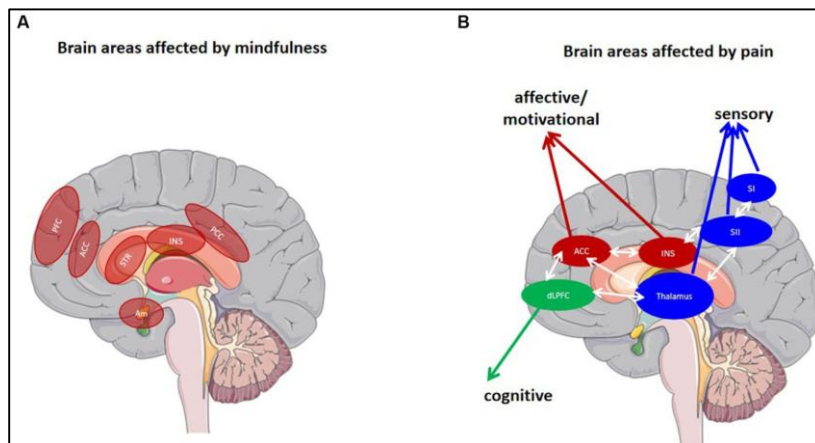 A
Brain areas affected by mindfulness
PFC
ACC
STR
INS
PCC
Am
B
Brain areas affected by pain
affective/
motivational
sensory
SI
SII
ACC
INS
dLPFC
Thalamus
cognitive